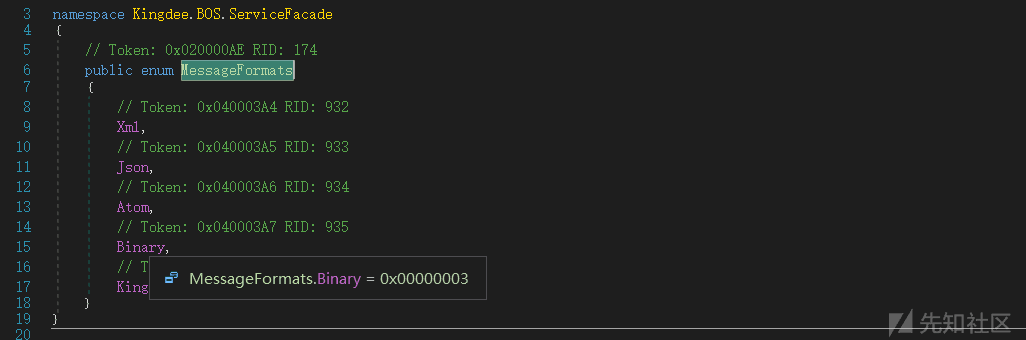 3 namespace Kingdee.BOS.ServiceFacade
4 {
5 // Token: 0x020000AE RID: 174
6 public enum MessageFormats
7 {
8 // Token: 0x040003A4 RID: 932
9 Xml,
10 // Token: 0x040003A5 RID: 933
11 Json,
12 // Token: 0x040003A6 RID: 934
13 Atom,
14 // Token: 0x040003A7 RID: 935
15 Binary,
16 // T
MessageFormats.Binary = 0x00000003
17 King
18 }
19 }
20
先知社区